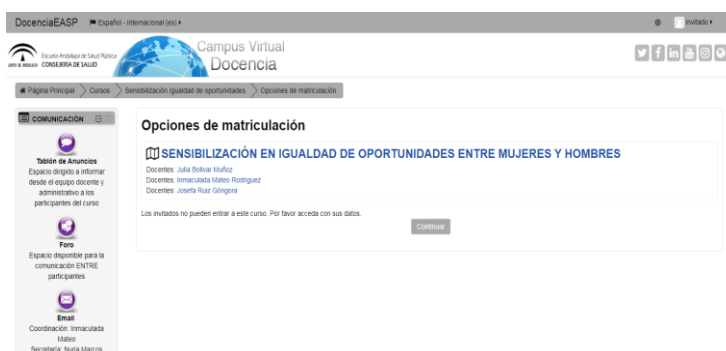 DocenciaEASP Español - Internacional (es) Invitado
Escuela Andaluza de Salud Pública
JUNTA DE ANDALUCÍA CONSEJERÍA DE SALUD
Campus Virtual
Docencia
Página Principal Cursos Sensibilización Igualdad de oportunidades Opciones de matriculación
COMUNICACIÓN
Tablón de Anuncios
Espacio dirigido a informar
desde el equipo docente y
administrativo a los
participantes del curso
Foro
Espacio disponible para la
comunicación ENTRE
participantes
Email
Coordinación: Inmaculada
Mateo
Secretaría: Nuria Marcos
Opciones de matriculación
SENSIBILIZACIÓN EN IGUALDAD DE OPORTUNIDADES ENTRE MUJERES Y HOMBRES
Docentes: Julia Bolivar Muñoz
Docentes: Inmaculada Mateo Rodríguez
Docentes: Josefa Ruiz Góngora
Los invitados no pueden entrar a este curso. Por favor acceda con sus datos.
Continuar